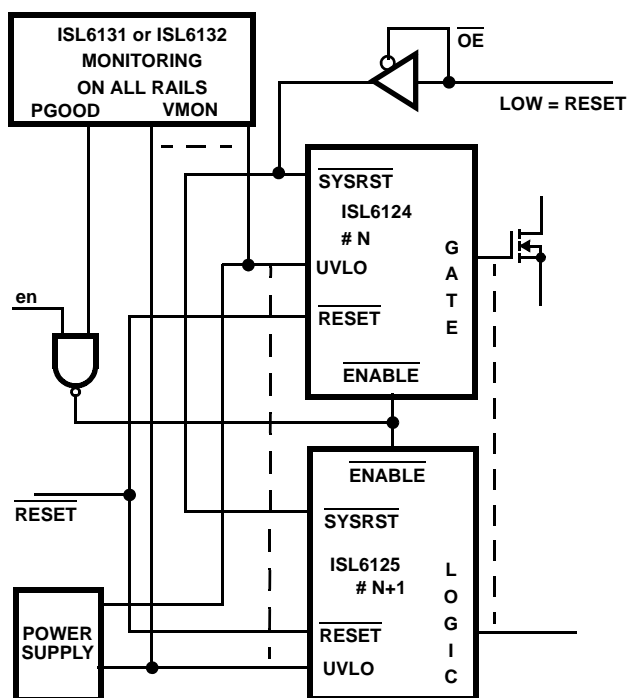 ISL6131 or ISL6132
MONITORING
ON ALL RAILS
PGOOD VMON
OE
LOW = RESET
SYSRST
ISL6124
# N
UVLO
RESET
ENABLE
G
A
T
E
en
RESET
ENABLE
SYSRST
ISL6125
# N+1
RESET
UVLO
L
O
G
I
C
POWER
SUPPLY